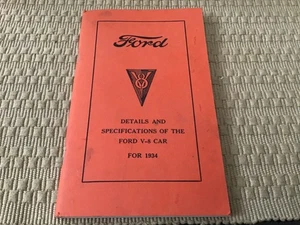 Ford
V8
DETAILS AND
SPECIFICATIONS OF THE
FORD V-8 CAR
FOR 1934